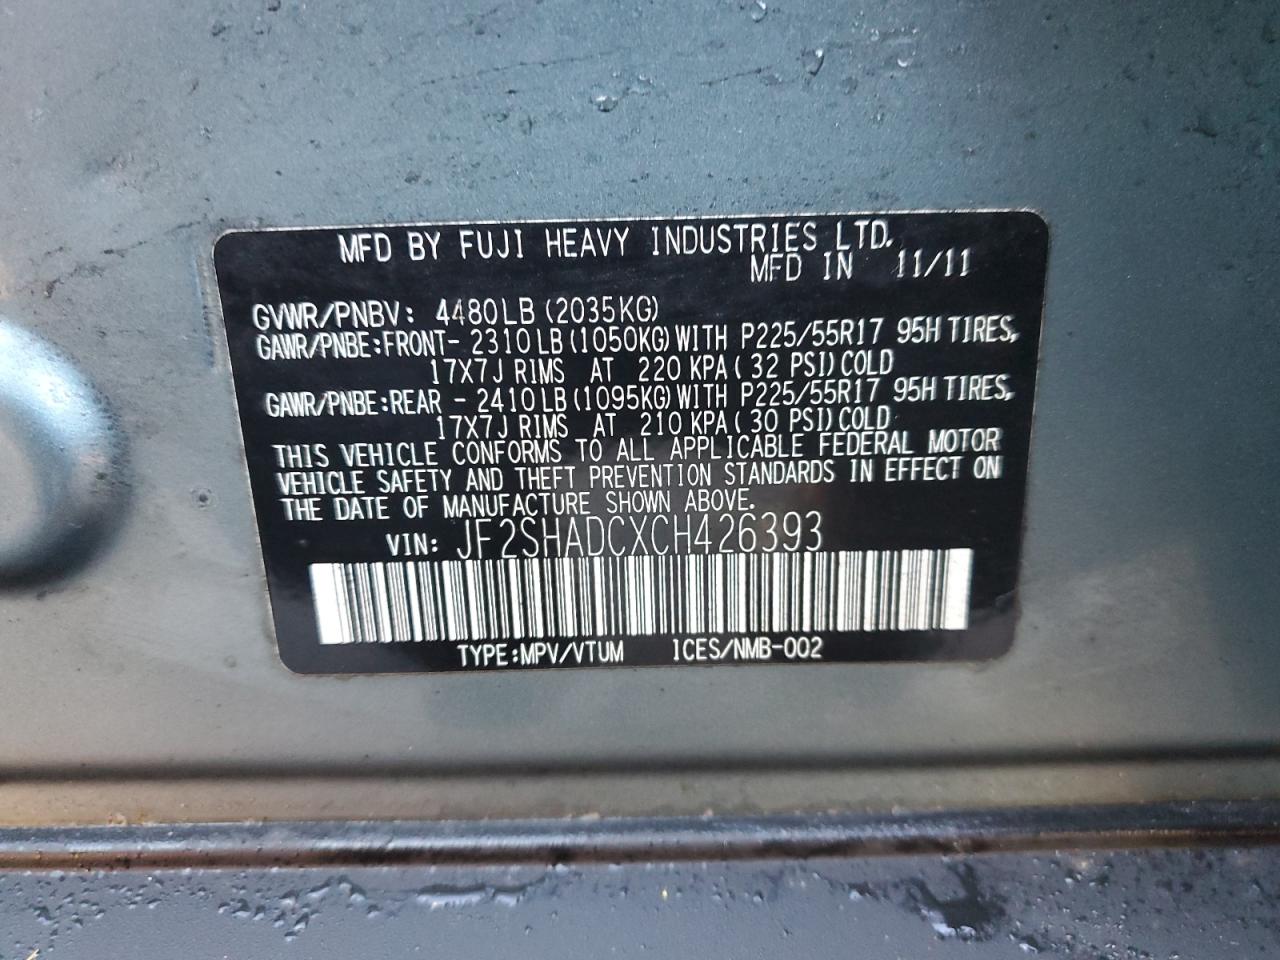 MFD BY FUJI HEAVY INDUSTRIES LTD.
MFD IN 11/11
GVWR/PNBV: 4480LB (2035KG)
GAWR/PNBE:FRONT- 2310LB (1050KG) WITH P225/55R17 95H TIRES,
17X7J RIMS AT 220 KPA( 32 PSI)COLD
GAWR/PNBE:REAR - 2410LB (1095KG) WITH P225/55R17 95H TIRES,
17X7J RIMS AT 210 KPA( 30 PSI)COLD
THIS VEHICLE CONFORMS TO ALL APPLICABLE FEDERAL MOTOR
VEHICLE SAFETY AND THEFT PREVENTION STANDARDS IN EFFECT ON
THE DATE OF MANUFACTURE SHOWN ABOVE.
VIN: JF2SHADCXCH426393
TYPE:MPV/VTUM ICES/NMB-002